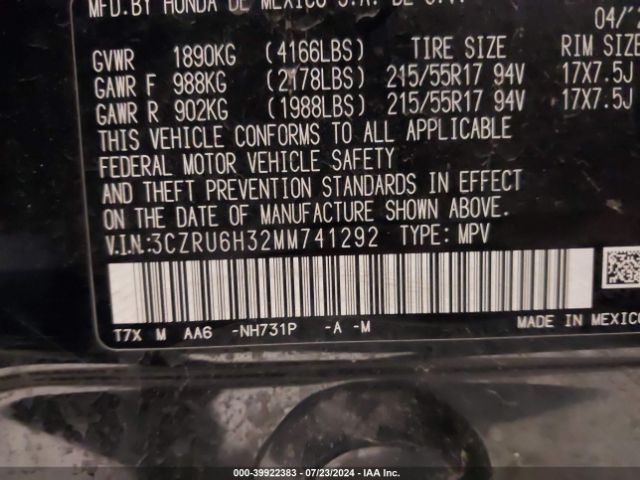 MFD.BY HONDA DE MEXICO S.A. DE C.V.
04/
GVWR 1890KG (4166LBS) TIRE SIZE RIM SIZE
GAWR F 988KG (2178LBS) 215/55R17 94V 17X7.5J
GAWR R 902KG (1988LBS) 215/55R17 94V 17X7.5J
THIS VEHICLE CONFORMS TO ALL APPLICABLE
FEDERAL MOTOR VEHICLE SAFETY
AND THEFT PREVENTION STANDARDS IN EFFECT
ON THE DATE OF MANUFACTURE SHOWN ABOVE.
V.I.N:3CZRU6H32MM741292 TYPE: MPV
T7X M AA6 -NH731P -A -M
MADE IN MEXICO
000-39922383 - 07/23/2024 - IAA Inc.